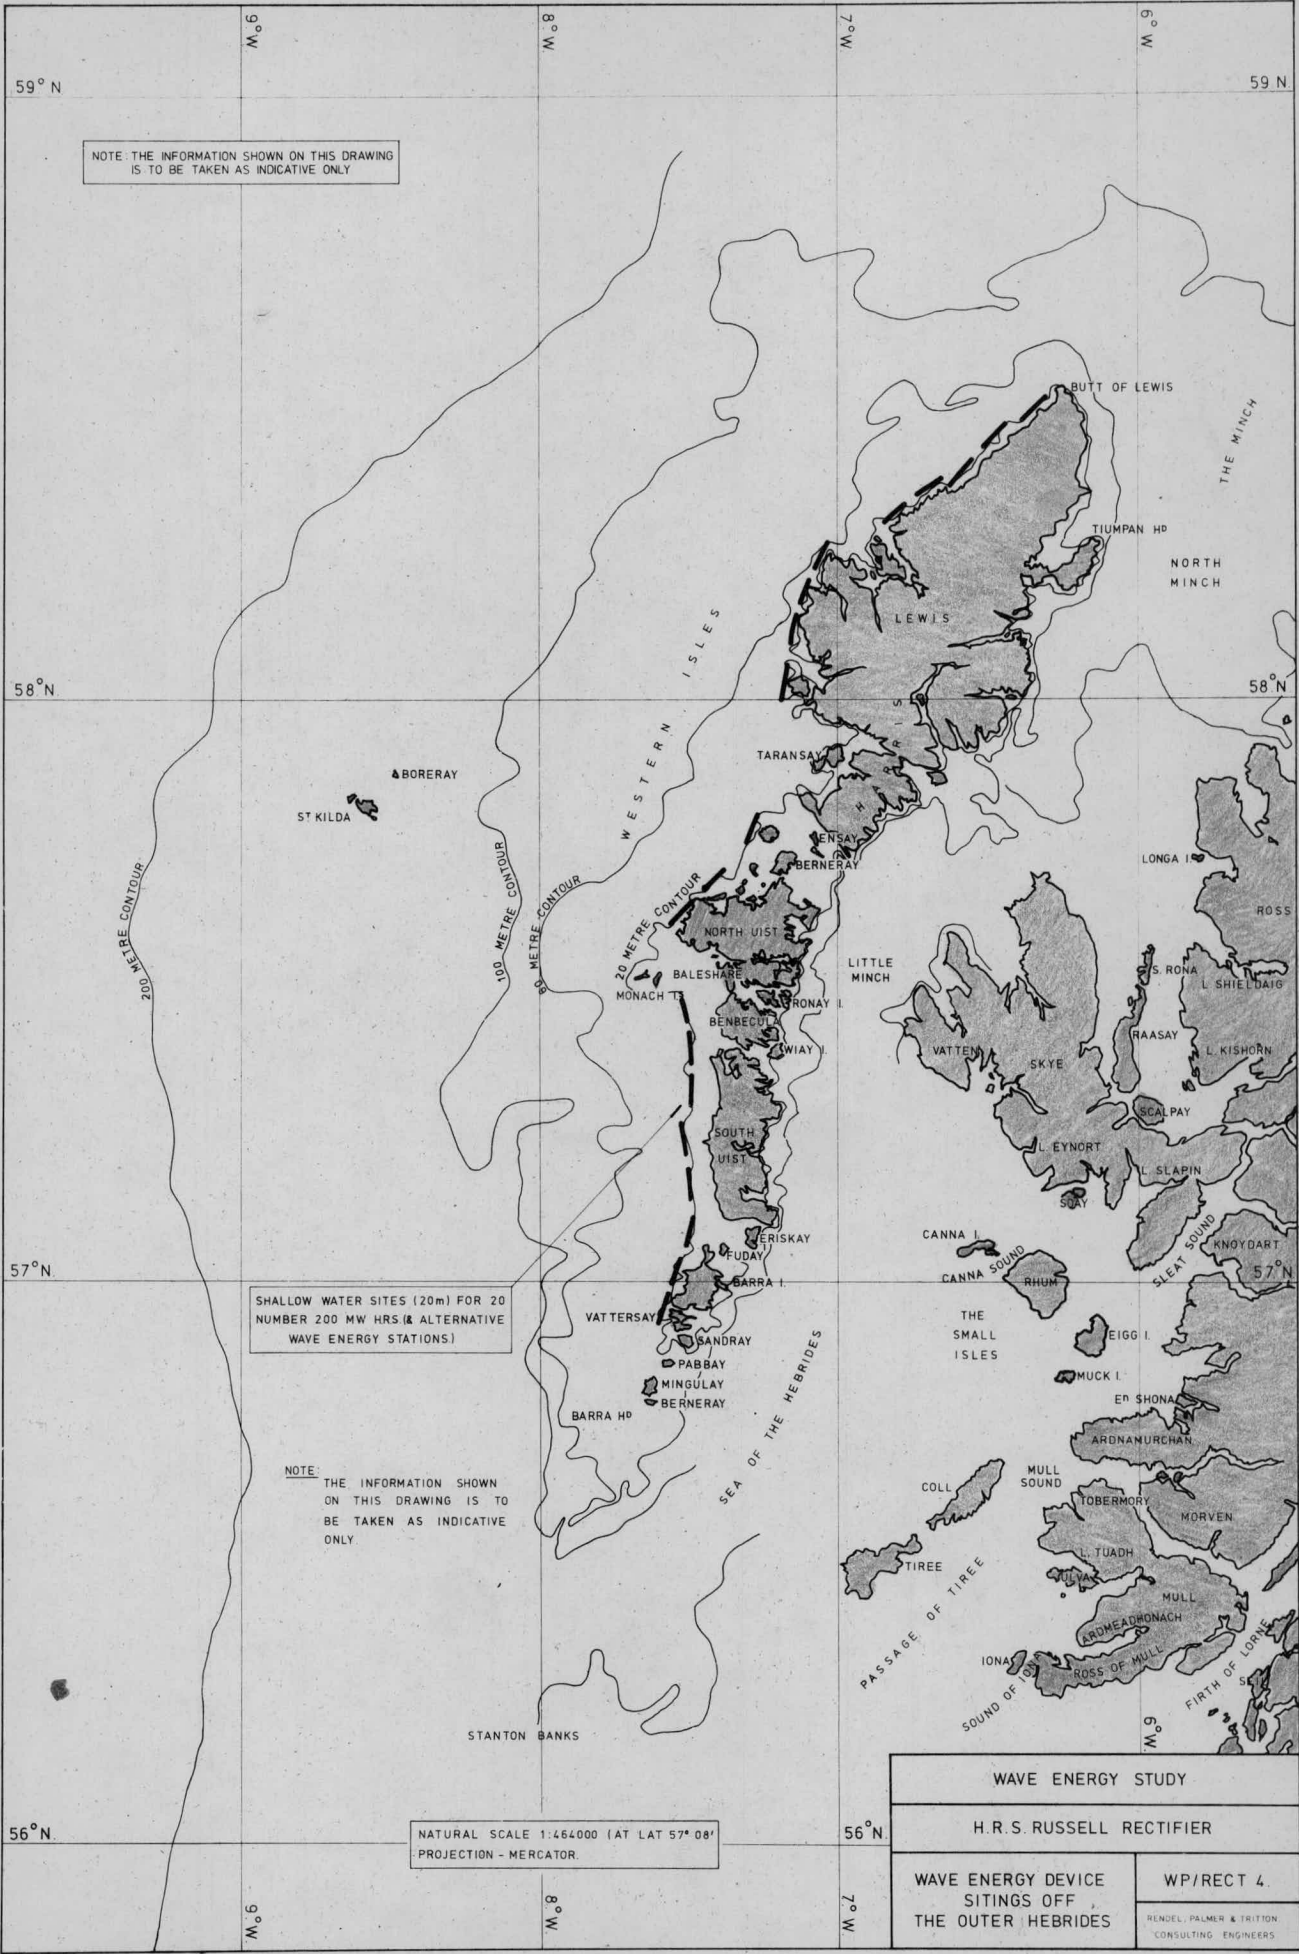 9°W.
8°W.
7°W.
6°W.
59°N
59 N.
NOTE: THE INFORMATION SHOWN ON THIS DRAWING
IS TO BE TAKEN AS INDICATIVE ONLY
BUTT OF LEWIS
THE MINCH
TIUMPAN HD
NORTH
MINCH
LEWIS
WESTERN ISLES
58°N.
58°N
HARRIS
TARANSAY
BORERAY
ST KILDA
ENSAY
BERNERAY
LONGA I.
200 METRE CONTOUR
100 METRE CONTOUR
80 METRE CONTOUR
20 METRE CONTOUR
ROSS
NORTH UIST
LITTLE
MINCH
BALESHARE
S. RONA
L SHIELDAIG
MONACH IS
RONAY I.
BENBECULA
RAASAY
WIAY I.
VATTEN
SKYE
L. KISHORN
SCALPAY
SOUTH
UIST
L. EYNORT
L SLAPIN
SOAY
ERISKAY
CANNA I.
FUDAY
CANNA SOUND
SLEAT SOUND
KNOYDART
57°N.
57°N
BARRA I.
RHUM
SHALLOW WATER SITES (20m) FOR 20
NUMBER 200 MW HRS.(& ALTERNATIVE
WAVE ENERGY STATIONS.)
VATTERSAY
THE
SMALL
ISLES
SANDRAY
EIGG I.
PABBAY
MUCK I.
MINGULAY
BERNERAY
En SHONA
BARRA HD
SEA OF THE HEBRIDES
ARDNAMURCHAN
NOTE:
THE INFORMATION SHOWN
ON THIS DRAWING IS TO
BE TAKEN AS INDICATIVE
ONLY
COLL
MULL
SOUND
TOBERMORY
MORVEN
L. TUADH
TIREE
ULVA
PASSAGE OF TIREE
MULL
ARDMEADHONACH
IONA
ROSS OF MULL
SOUND OF IONA
FIRTH OF LORNE
SEIL
STANTON BANKS
6°W.
WAVE ENERGY STUDY
56°N.
NATURAL SCALE 1:464000 (AT LAT 57° 08'
PROJECTION - MERCATOR.
56°N.
H.R.S. RUSSELL RECTIFIER
WAVE ENERGY DEVICE
SITINGS OFF
THE OUTER HEBRIDES
WP/RECT 4.
RENDEL, PALMER & TRITTON
CONSULTING ENGINEERS
9°W.
8°W.
7°W.